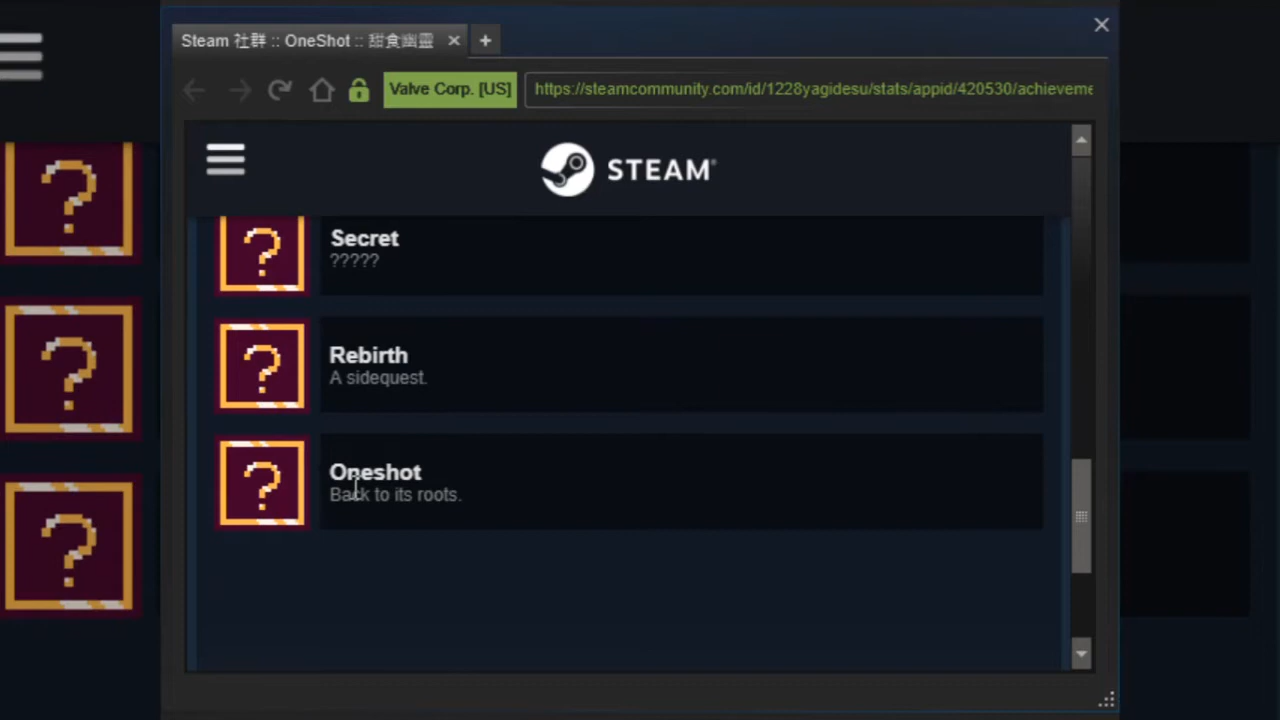 Steam 社群 :: OneShot :: 甜食幽靈
Valve Corp. [US]
https://steamcommunity.com/id/1228yagidesu/stats/appid/420530/achieveme
STEAM®
Secret
?????
Rebirth
A sidequest.
Oneshot
Back to its roots.